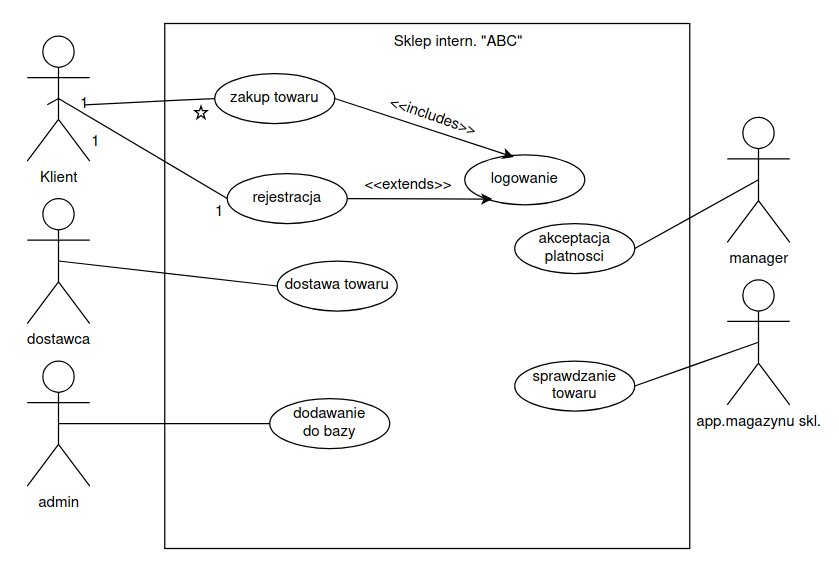 Sklep intern. "ABC"
zakup towaru
<<includes>>
1
1
Klient
rejestracja
<<extends>>
logowanie
1
akceptacja
platnosci
manager
dostawa towaru
dostawca
sprawdzanie
towaru
app.magazynu skl.
dodawanie
do bazy
admin